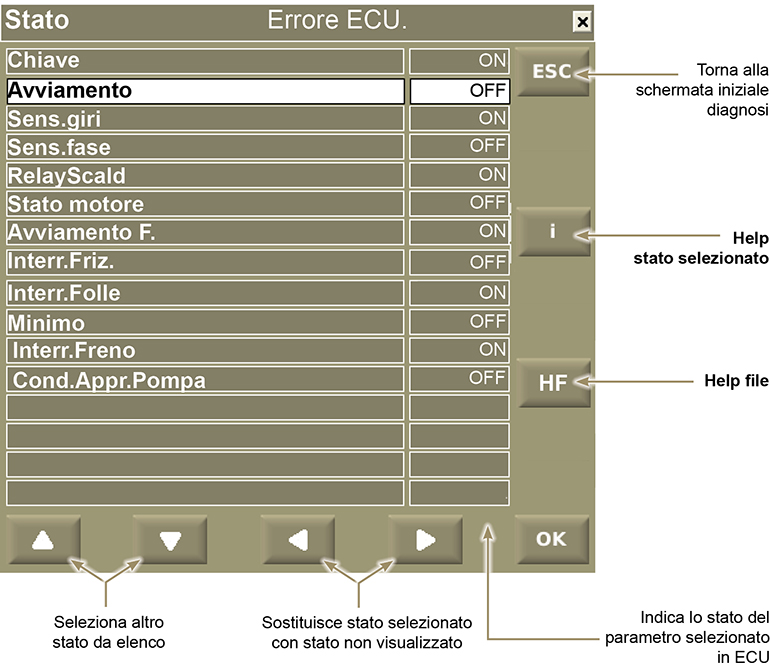 Stato Errore ECU.
Chiave ON
Avviamento OFF
Sens.giri ON
Sens.fase OFF
RelayScald ON
Stato motore OFF
Avviamento F. ON
Interr.Friz. OFF
Interr.Folle ON
Minimo OFF
Interr.Freno ON
Cond.Appr.Pompa OFF
ESC
i
HF
OK
Torna alla
schermata iniziale
diagnosi
Help
stato selezionato
Help file
Seleziona altro
stato da elenco
Sostituisce stato selezionato
con stato non visualizzato
Indica lo stato del
parametro selezionato
in ECU